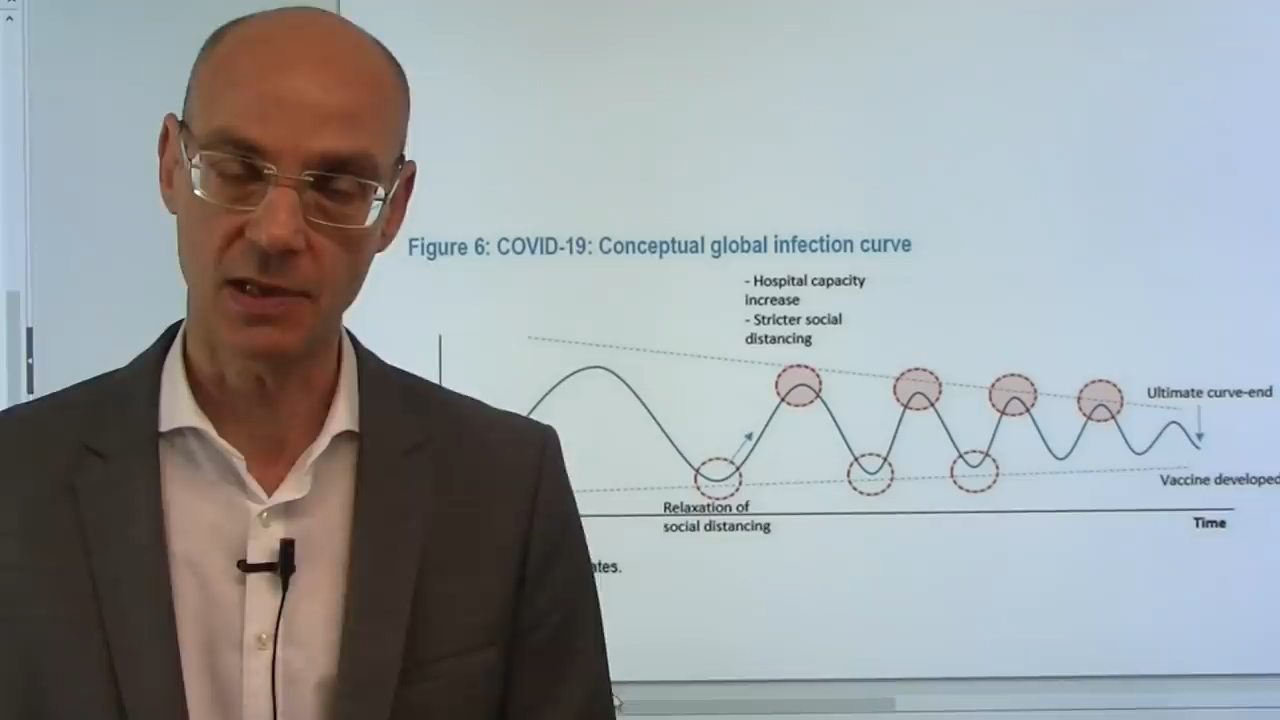 Figure 6: COVID-19: Conceptual global infection curve
- Hospital capacity
increase
- Stricter social
distancing
Ultimate curve-end
Vaccine developed
Relaxation of
social distancing
Time